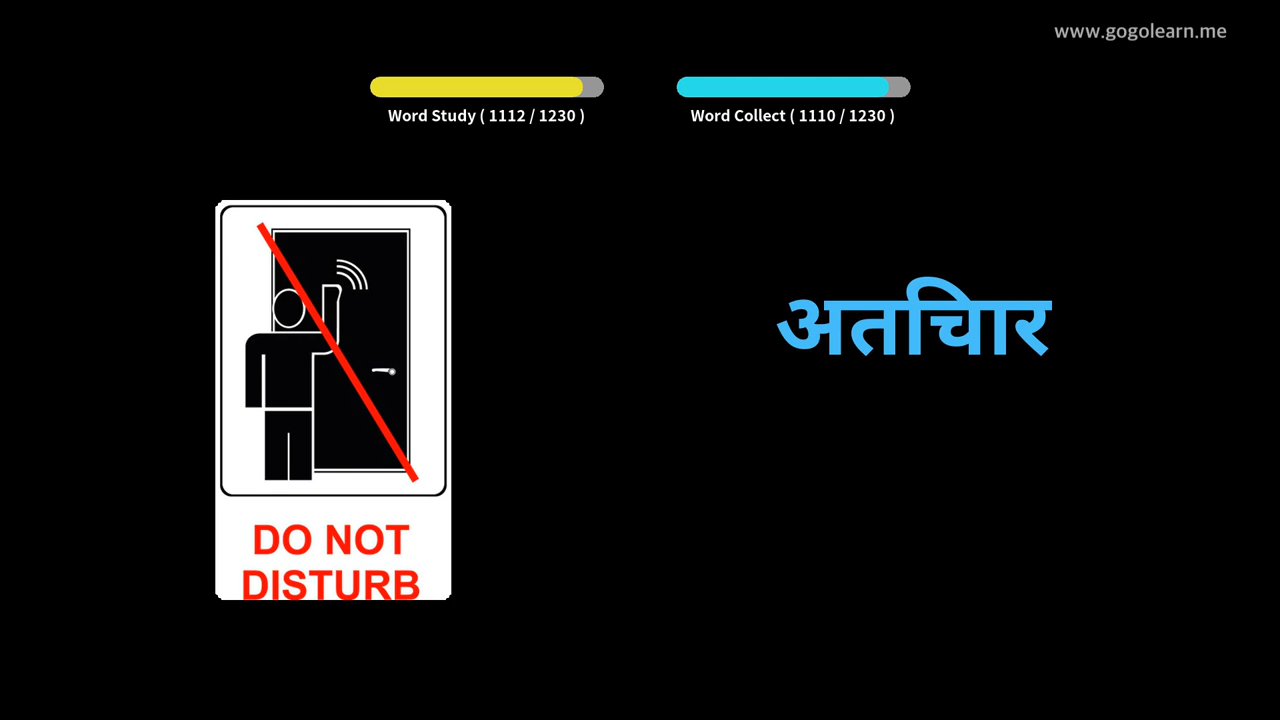 www.gogolearn.me
Word Study ( 1112 / 1230 )
Word Collect ( 1110 / 1230 )
अतचिार
DO NOT
DISTURB